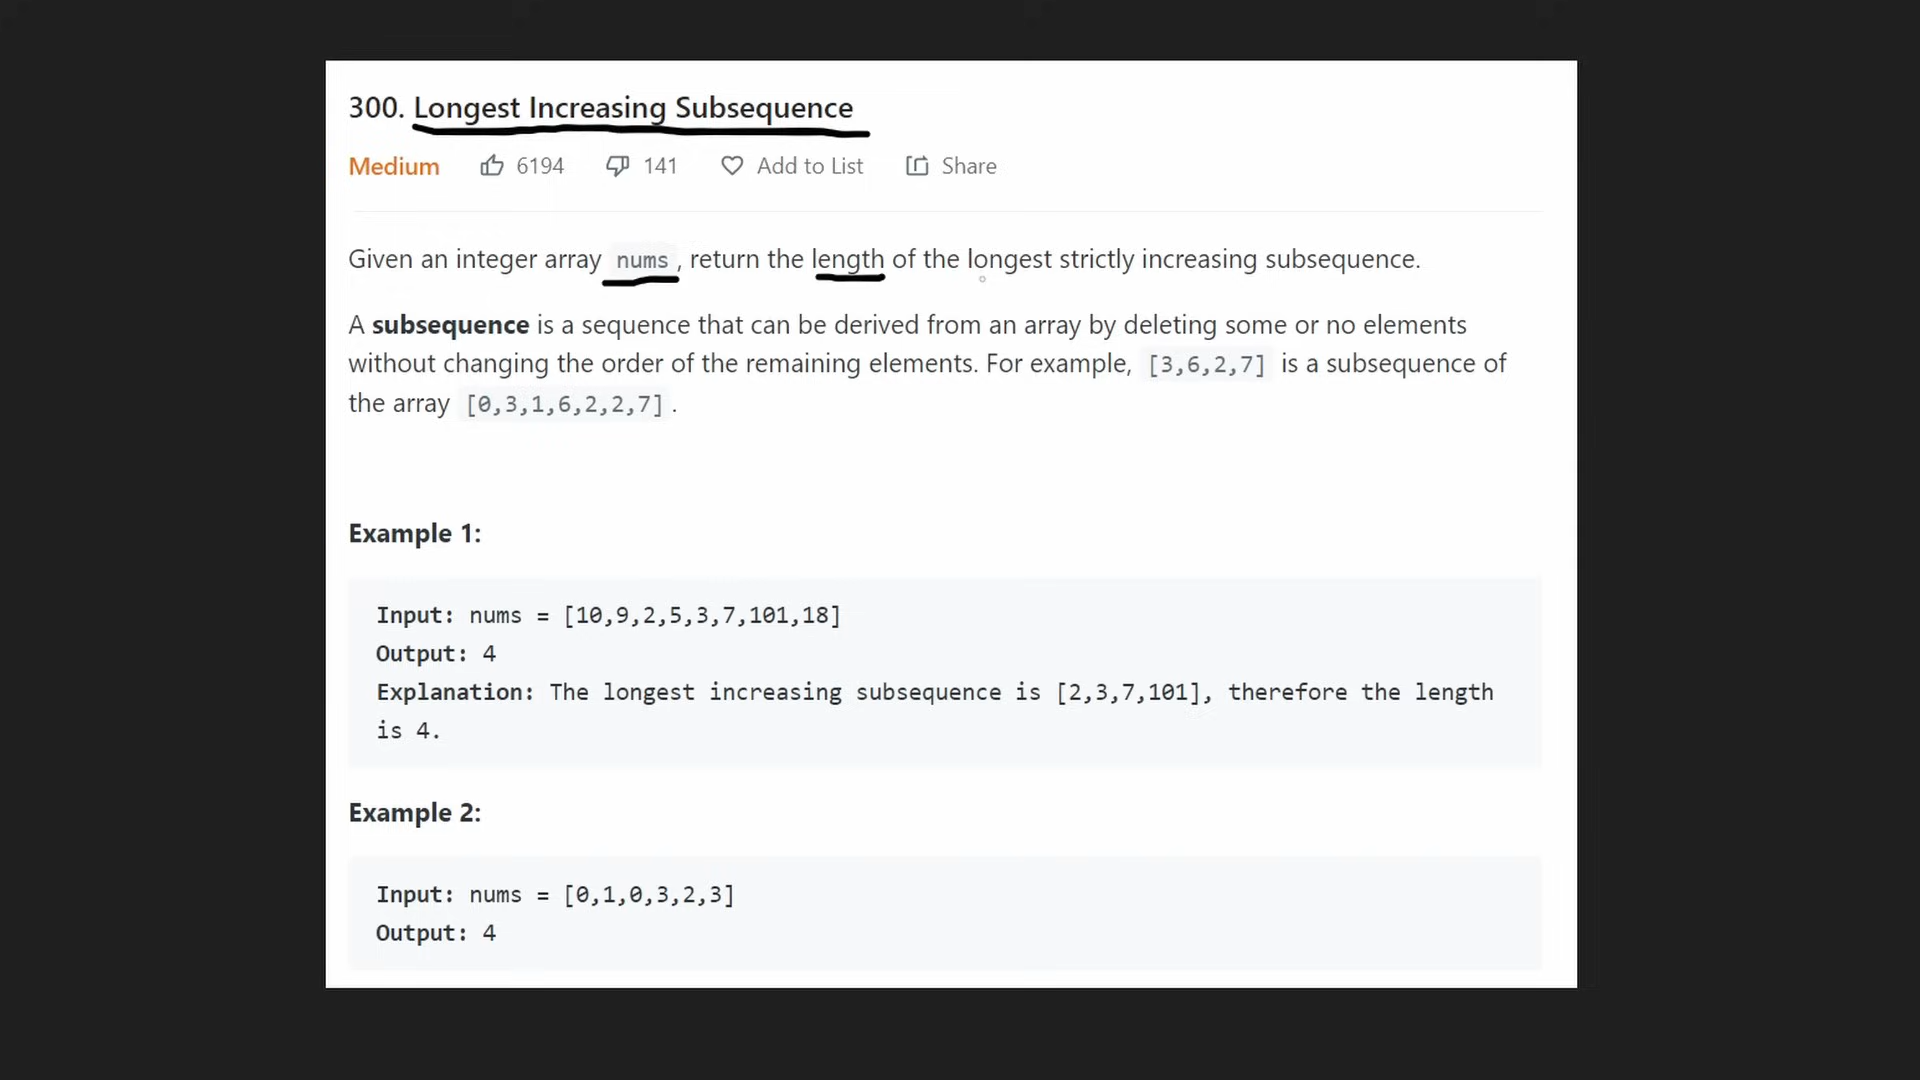 300. Longest Increasing Subsequence
Medium 6194 141 Add to List Share
Given an integer array nums, return the length of the longest strictly increasing subsequence.
A subsequence is a sequence that can be derived from an array by deleting some or no elements
without changing the order of the remaining elements. For example, [3,6,2,7] is a subsequence of
the array [0,3,1,6,2,2,7].
Example 1:
Input: nums = [10,9,2,5,3,7,101,18]
Output: 4
Explanation: The longest increasing subsequence is [2,3,7,101], therefore the length
is 4.
Example 2:
Input: nums = [0,1,0,3,2,3]
Output: 4